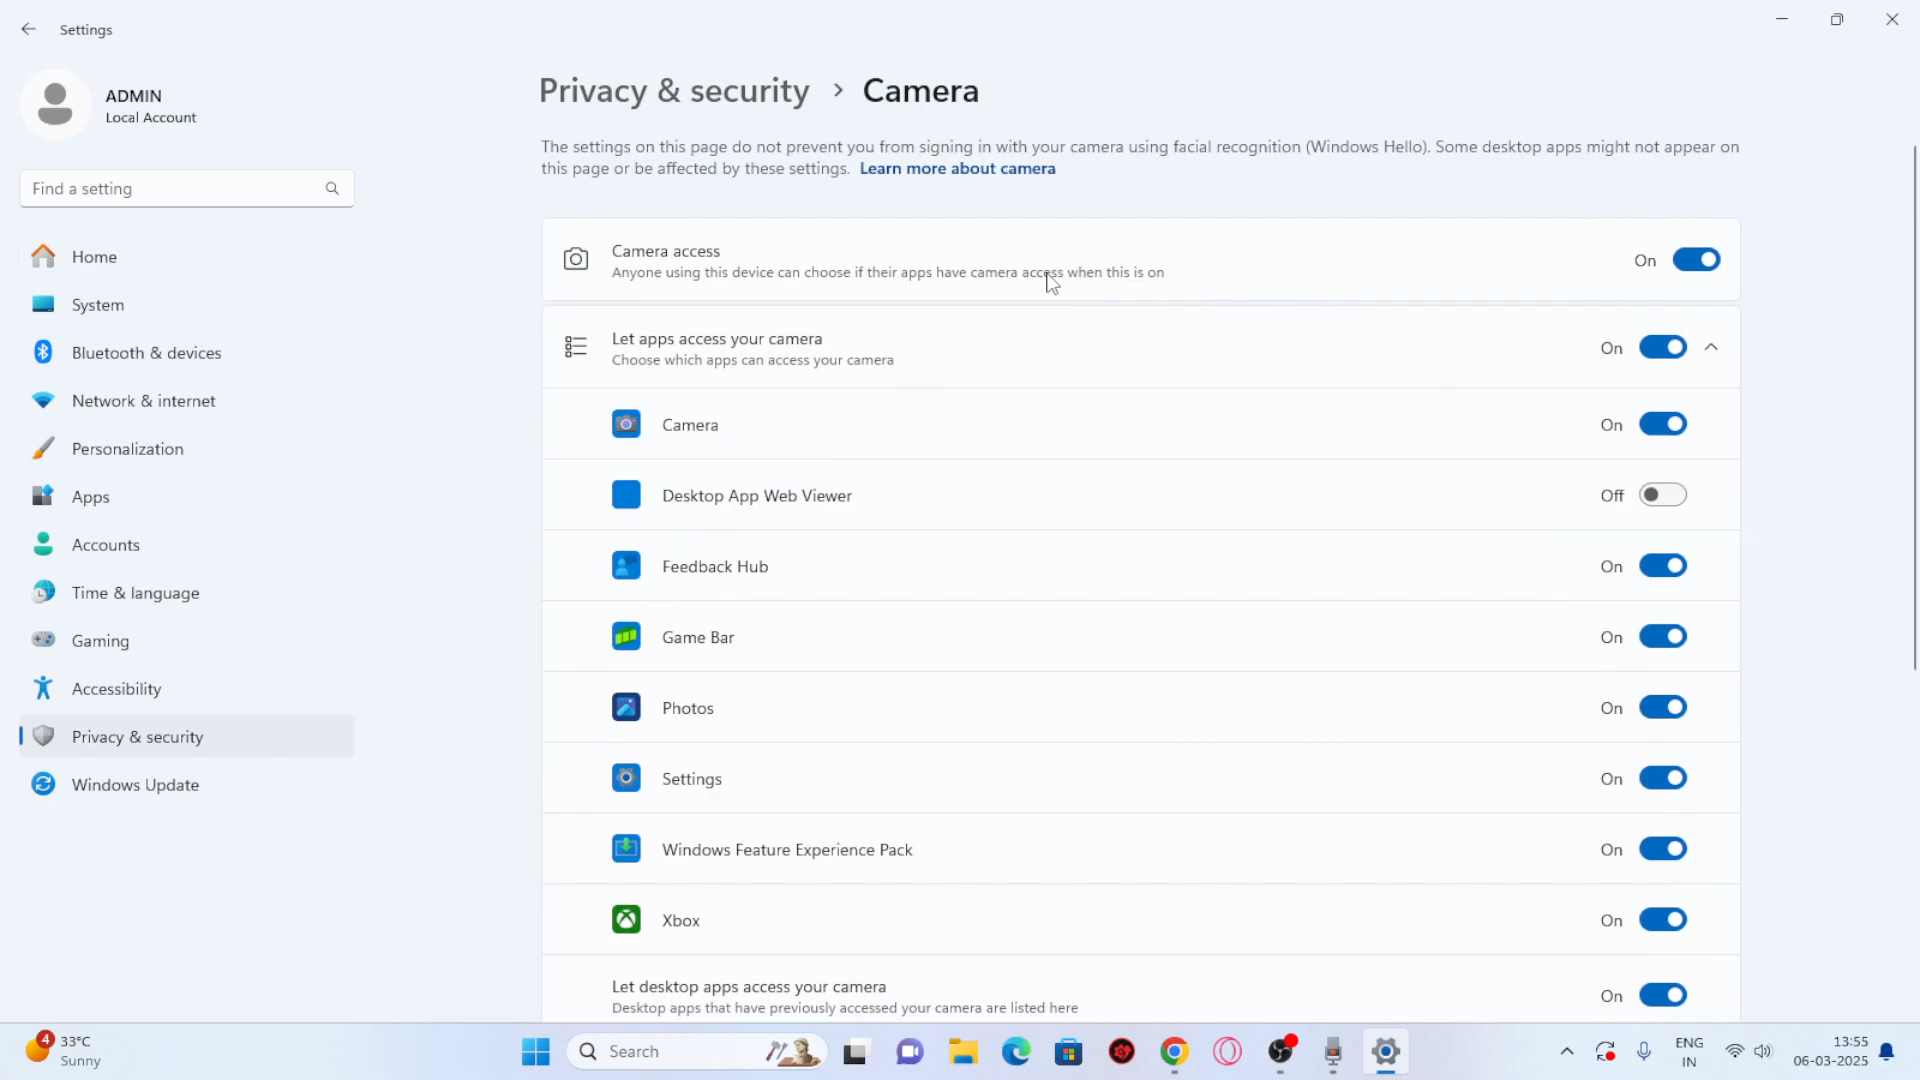 Settings
ADMIN
Local Account
Find a setting
Home
System
Bluetooth & devices
Network & internet
Personalization
Apps
Accounts
Time & language
Gaming
Accessibility
Privacy & security
Windows Update
Privacy & security > Camera
The settings on this page do not prevent you from signing in with your camera using facial recognition (Windows Hello). Some desktop apps might not appear on
this page or be affected by these settings. Learn more about camera
Camera access
Anyone using this device can choose if their apps have camera access when this is on
On
Let apps access your camera
Choose which apps can access your camera
On
Camera
On
Desktop App Web Viewer
Off
Feedback Hub
On
Game Bar
On
Photos
On
Settings
On
Windows Feature Experience Pack
On
Xbox
On
Let desktop apps access your camera
Desktop apps that have previously accessed your camera are listed here
On
4
33°C
Sunny
Search
ENG
IN
13:55
06-03-2025